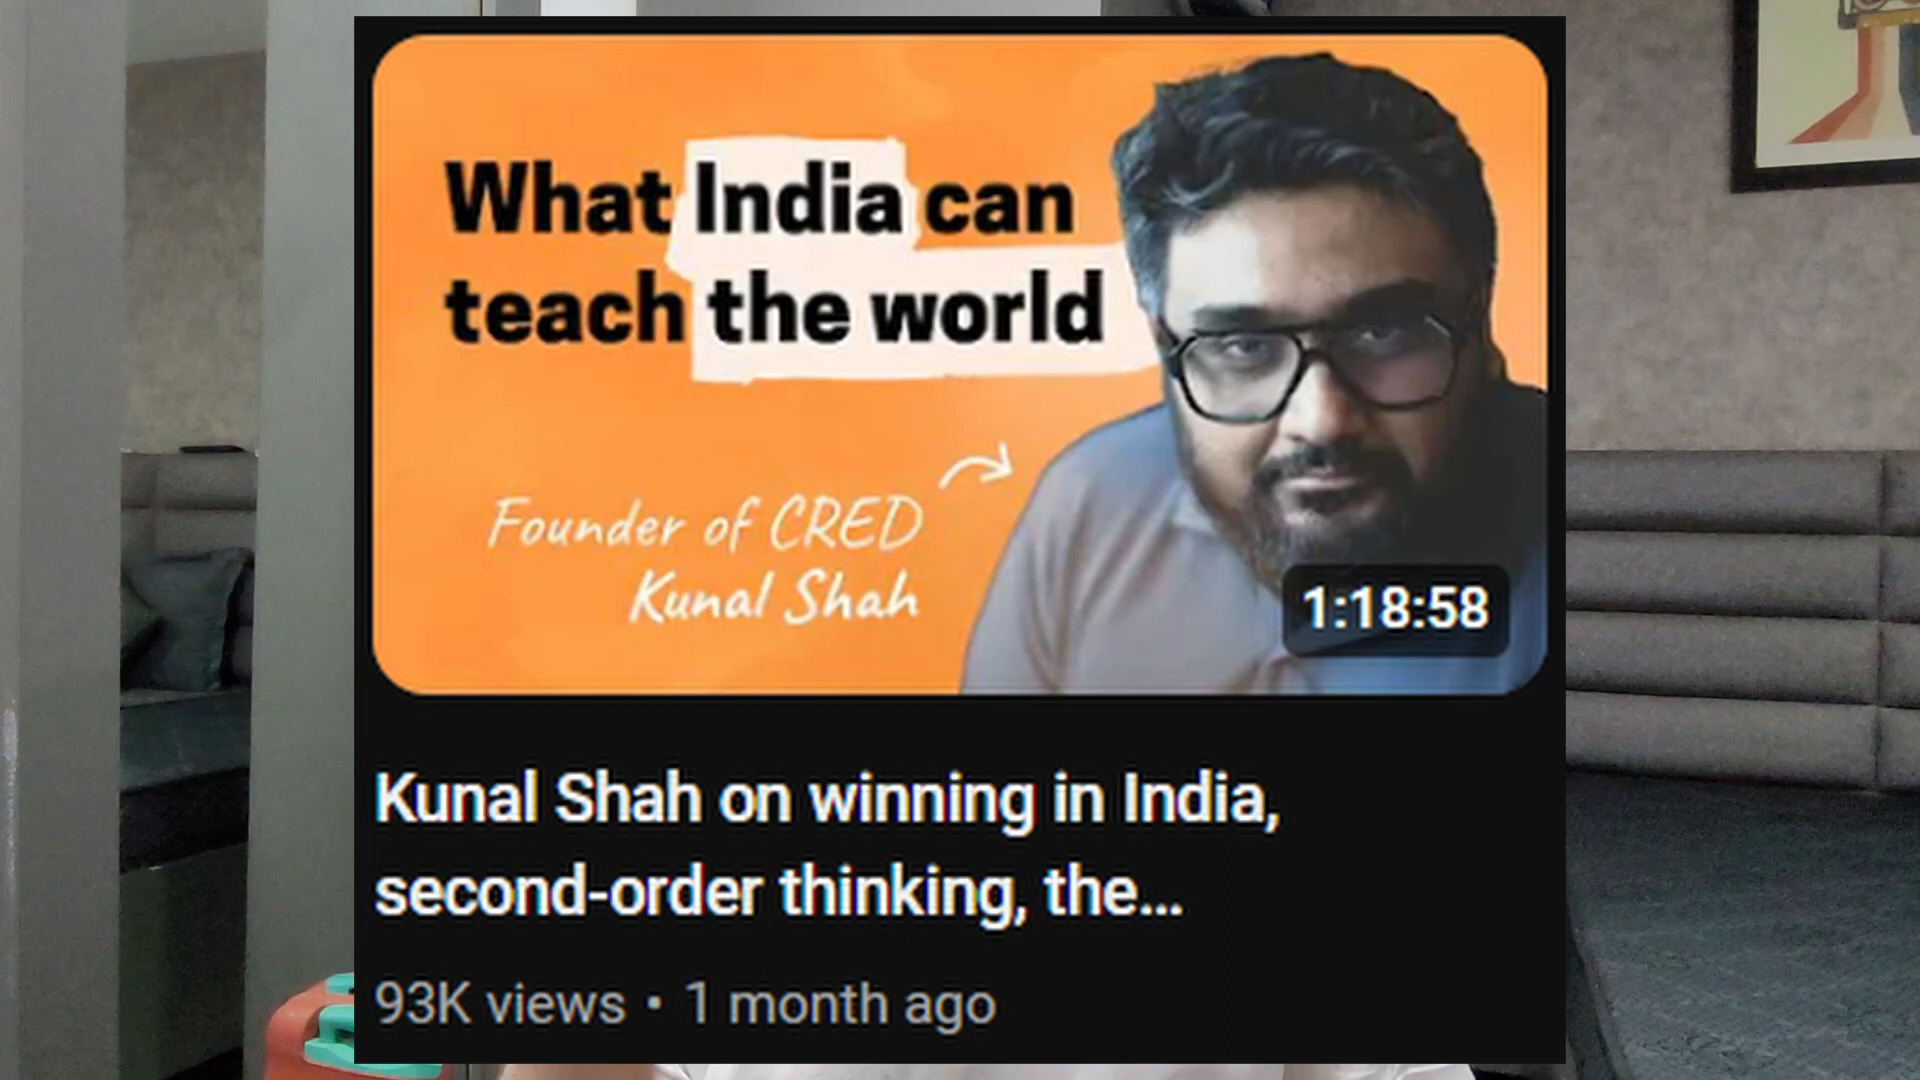 What India can
teach the world
Founder of CRED
Kunal Shah
1:18:58
Kunal Shah on winning in India,
second-order thinking, the...
93K views • 1 month ago